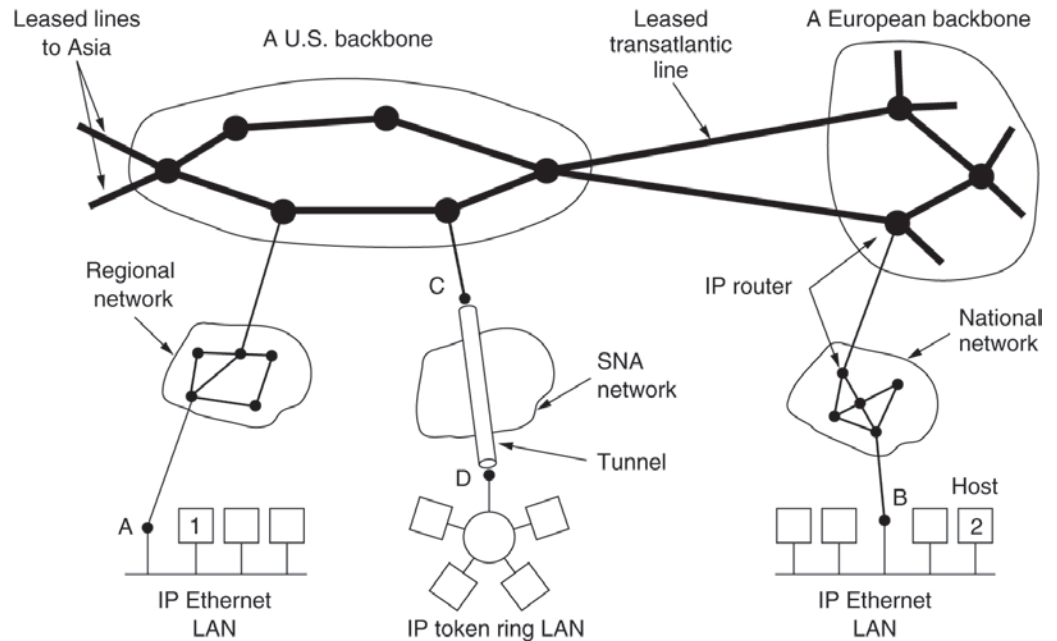 Leased lines
to Asia
A U.S. backbone
Leased
transatlantic
line
A European backbone
Regional
network
C
SNA
network
Tunnel
D
IP router
National
network
A
1
B
Host
2
IP Ethernet
LAN
IP token ring LAN
IP Ethernet
LAN